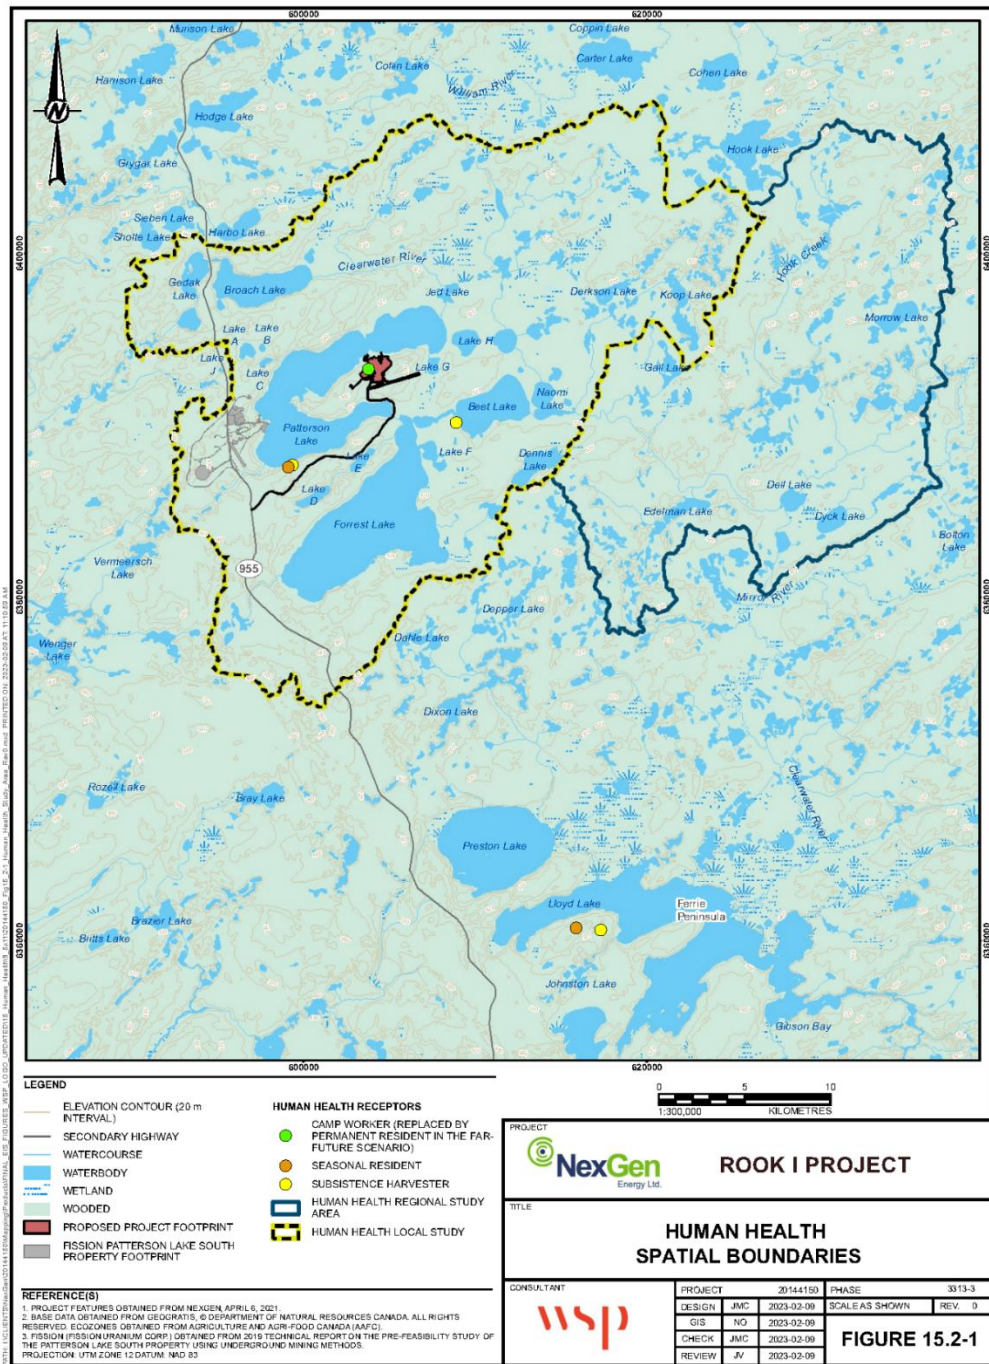 600000
620000
Munson Lake
Coppin Lake
Harrison Lake
Colin Lake
Carter Lake
Cohen Lake
William River
N
Hodge Lake
Hook Lake
Grygar Lake
Sieben Lake
Sholte Lake
Harbo Lake
6400000
6400000
Clearwater River
Hook Creek
Gedak
Lake
Broach Lake
Jed Lake
Derkson Lake
Koop Lake
Morrow Lake
Lake
A
Lake
B
Lake H
Lake
J
Lake
C
Lake G
Gail Lake
Naomi
Lake
Beet Lake
Patterson
Lake
Lake
E
Lake F
Dennis
Lake
Lake
D
Deil Lake
Forrest Lake
Edelman Lake
Dyck Lake
Bolton
Lake
Vermeersch
Lake
955
6380000
6380000
Mirror River
Depper Lake
Dahle Lake
Wenger
Lake
Dixon Lake
Rozell Lake
Bray Lake
Clearwater River
Preston Lake
Lloyd Lake
Ferrie
Peninsula
Brazier Lake
Britts Lake
6360000
6360000
Johnston Lake
Gibson Bay
600000
620000
LEGEND
ELEVATION CONTOUR (20 m
INTERVAL)
SECONDARY HIGHWAY
WATERCOURSE
WATERBODY
WETLAND
WOODED
PROPOSED PROJECT FOOTPRINT
FISSION PATTERSON LAKE SOUTH
PROPERTY FOOTPRINT
HUMAN HEALTH RECEPTORS
CAMP WORKER (REPLACED BY
PERMANENT RESIDENT IN THE FAR-
FUTURE SCENARIO)
SEASONAL RESIDENT
SUBSISTENCE HARVESTER
HUMAN HEALTH REGIONAL STUDY
AREA
HUMAN HEALTH LOCAL STUDY
0 5 10
1:300,000 KILOMETRES
REFERENCE(S)
1. PROJECT FEATURES OBTAINED FROM NEXGEN, APRIL 6, 2021.
2. BASE DATA OBTAINED FROM GEOGRATIS, © DEPARTMENT OF NATURAL RESOURCES CANADA. ALL RIGHTS
RESERVED. ECOZONES OBTAINED FROM AGRICULTURE AND AGRI-FOOD CANADA (AAFC).
3. FISSION (FISSION URANIUM CORP.) OBTAINED FROM 2019 TECHNICAL REPORT ON THE PRE-FEASIBILITY STUDY OF
THE PATTERSON LAKE SOUTH PROPERTY USING UNDERGROUND MINING METHODS.
PROJECTION: UTM ZONE 12 DATUM: NAD 83
PROJECT
NexGen
Energy Ltd.
ROOK I PROJECT
TITLE
HUMAN HEALTH
SPATIAL BOUNDARIES
CONSULTANT
wsp
PROJECT 20144150 PHASE 3313-3
DESIGN JMC 2023-02-09 SCALE AS SHOWN REV. 0
GIS NO 2023-02-09
CHECK JMC 2023-02-09
REVIEW JV 2023-02-09
FIGURE 15.2-1